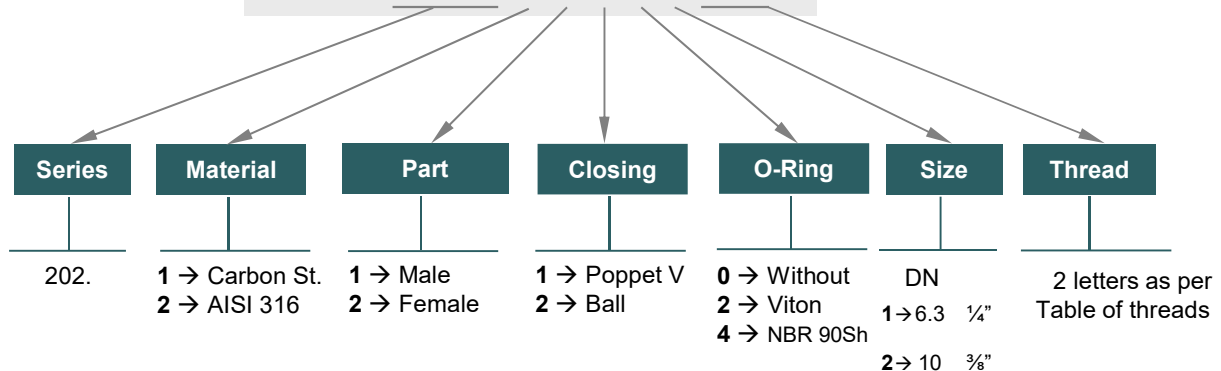 Series Material Part Closing O-Ring Size Thread
202. 1 → Carbon St. 1 → Male 1 → Poppet V 0 → Without DN 2 letters as per
2 → AISI 316 2 → Female 2 → Ball 2 → Viton 1→6.3 ¼” Table of threads
4 → NBR 90Sh
2→ 10 ⅜”